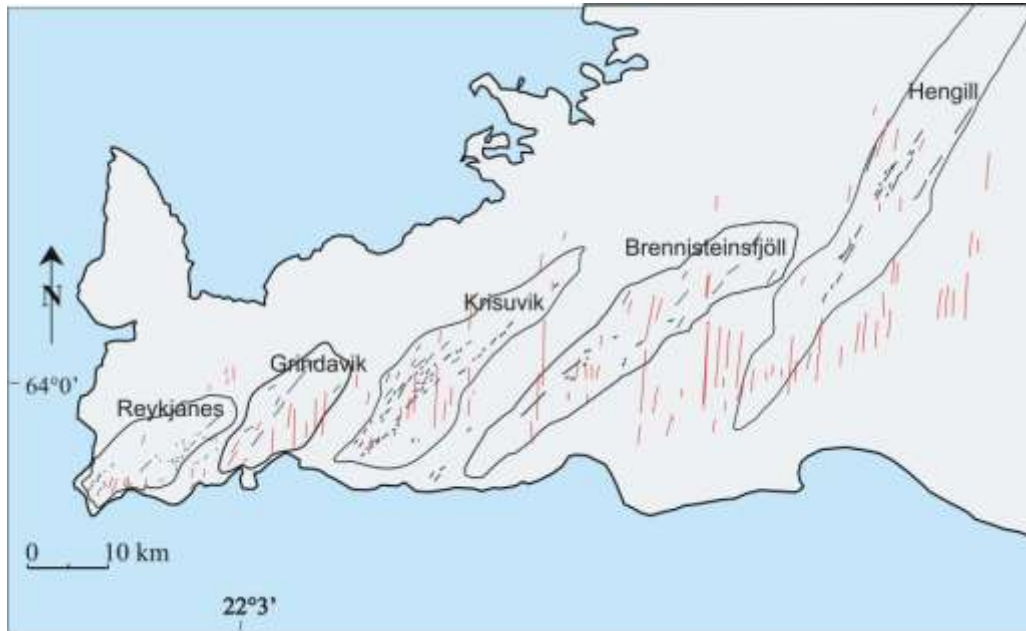 Hengill
Brennisteinsfjöll
Krisuvik
N
Grindavik
64°0'
Reykjanes
0 10 km
22°3'